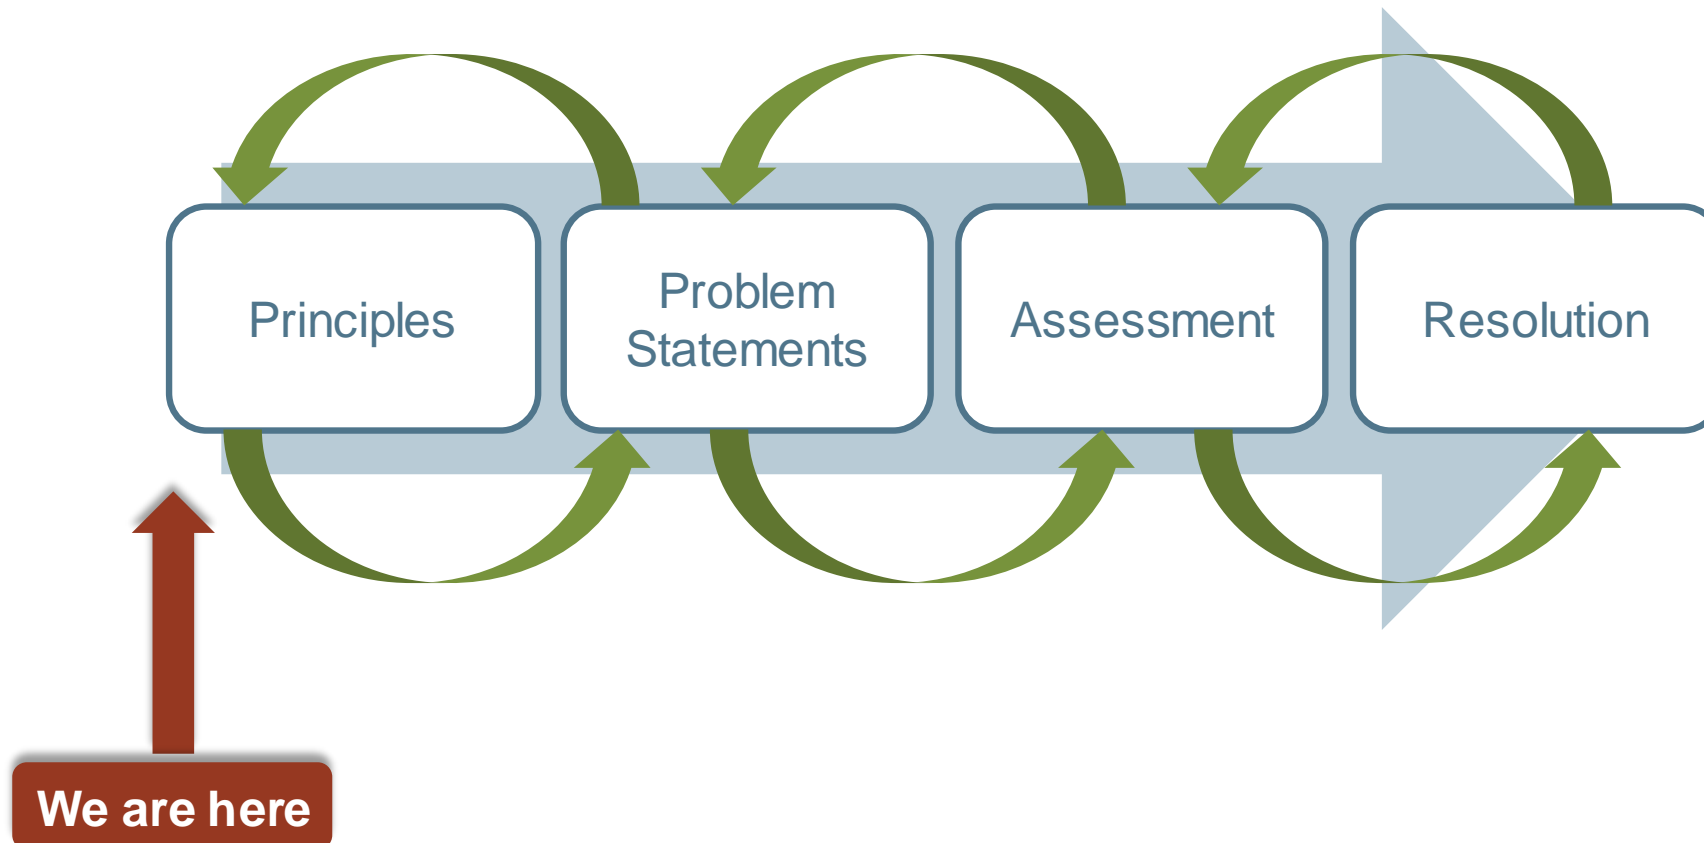 Principles
Problem
Statements
Assessment
Resolution
We are here